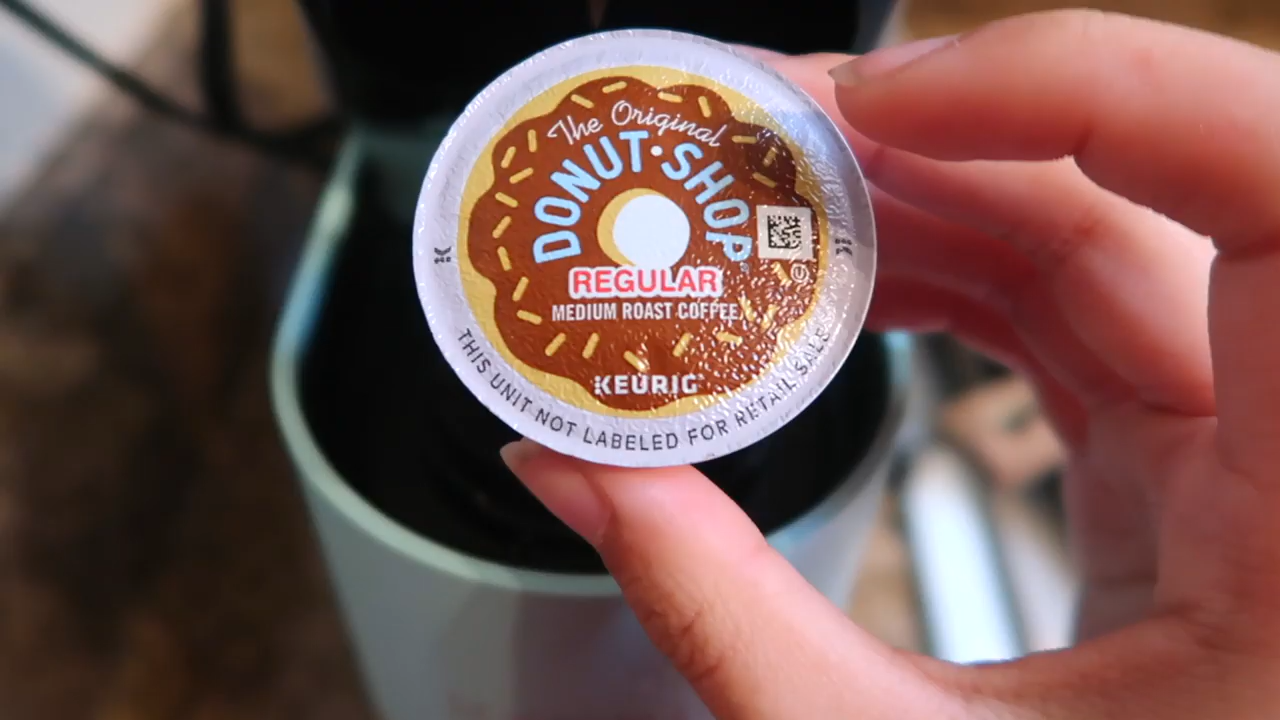 The Original
DONUT·SHOP
REGULAR
MEDIUM ROAST COFFEE
KEURIG
THIS UNIT NOT LABELED FOR RETAIL SALE